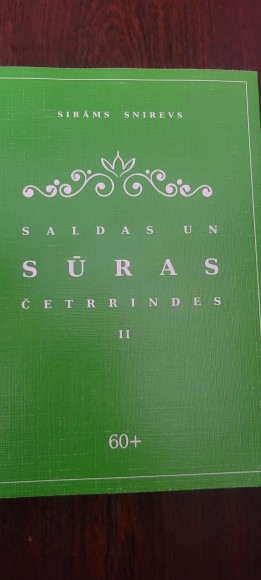 SIRĀMS SNIREVS
SALDAS UN
SŪRAS
ČETRRINDES
II
60+